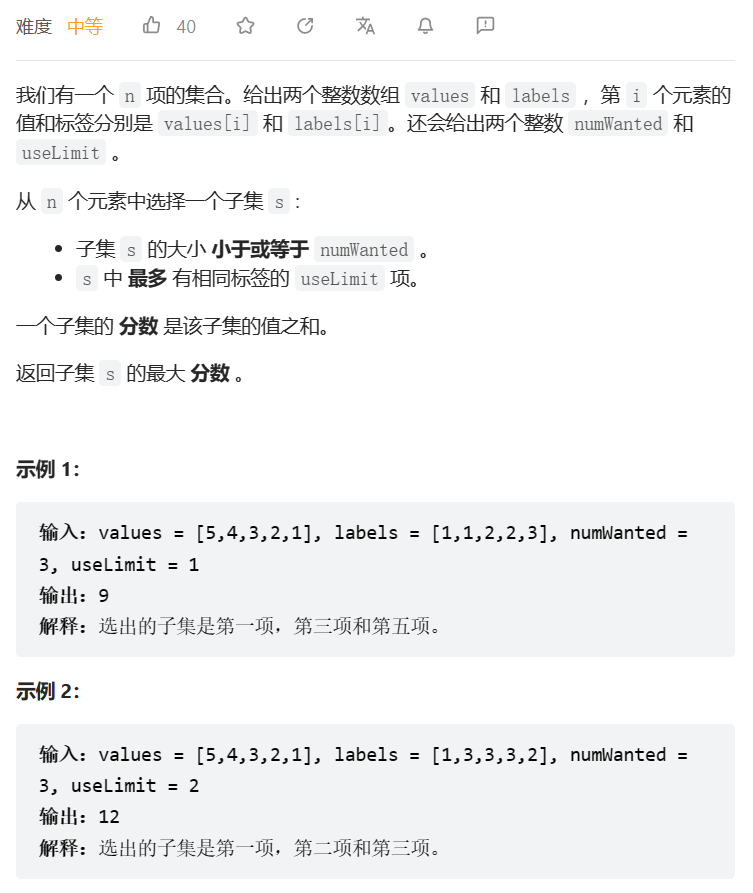 难度 中等 40
我们有一个 n 项的集合。给出两个整数数组 values 和 labels ，第 i 个元素的
值和标签分别是 values[i] 和 labels[i]。还会给出两个整数 numWanted 和
useLimit 。
从 n 个元素中选择一个子集 s :
• 子集 s 的大小 小于或等于 numWanted 。
• s 中 最多 有相同标签的 useLimit 项。
一个子集的 分数 是该子集的值之和。
返回子集 s 的最大 分数 。
示例 1：
输入：values = [5,4,3,2,1], labels = [1,1,2,2,3], numWanted =
3, useLimit = 1
输出：9
解释：选出的子集是第一项，第三项和第五项。
示例 2：
输入：values = [5,4,3,2,1], labels = [1,3,3,3,2], numWanted =
3, useLimit = 2
输出：12
解释：选出的子集是第一项，第二项和第三项。